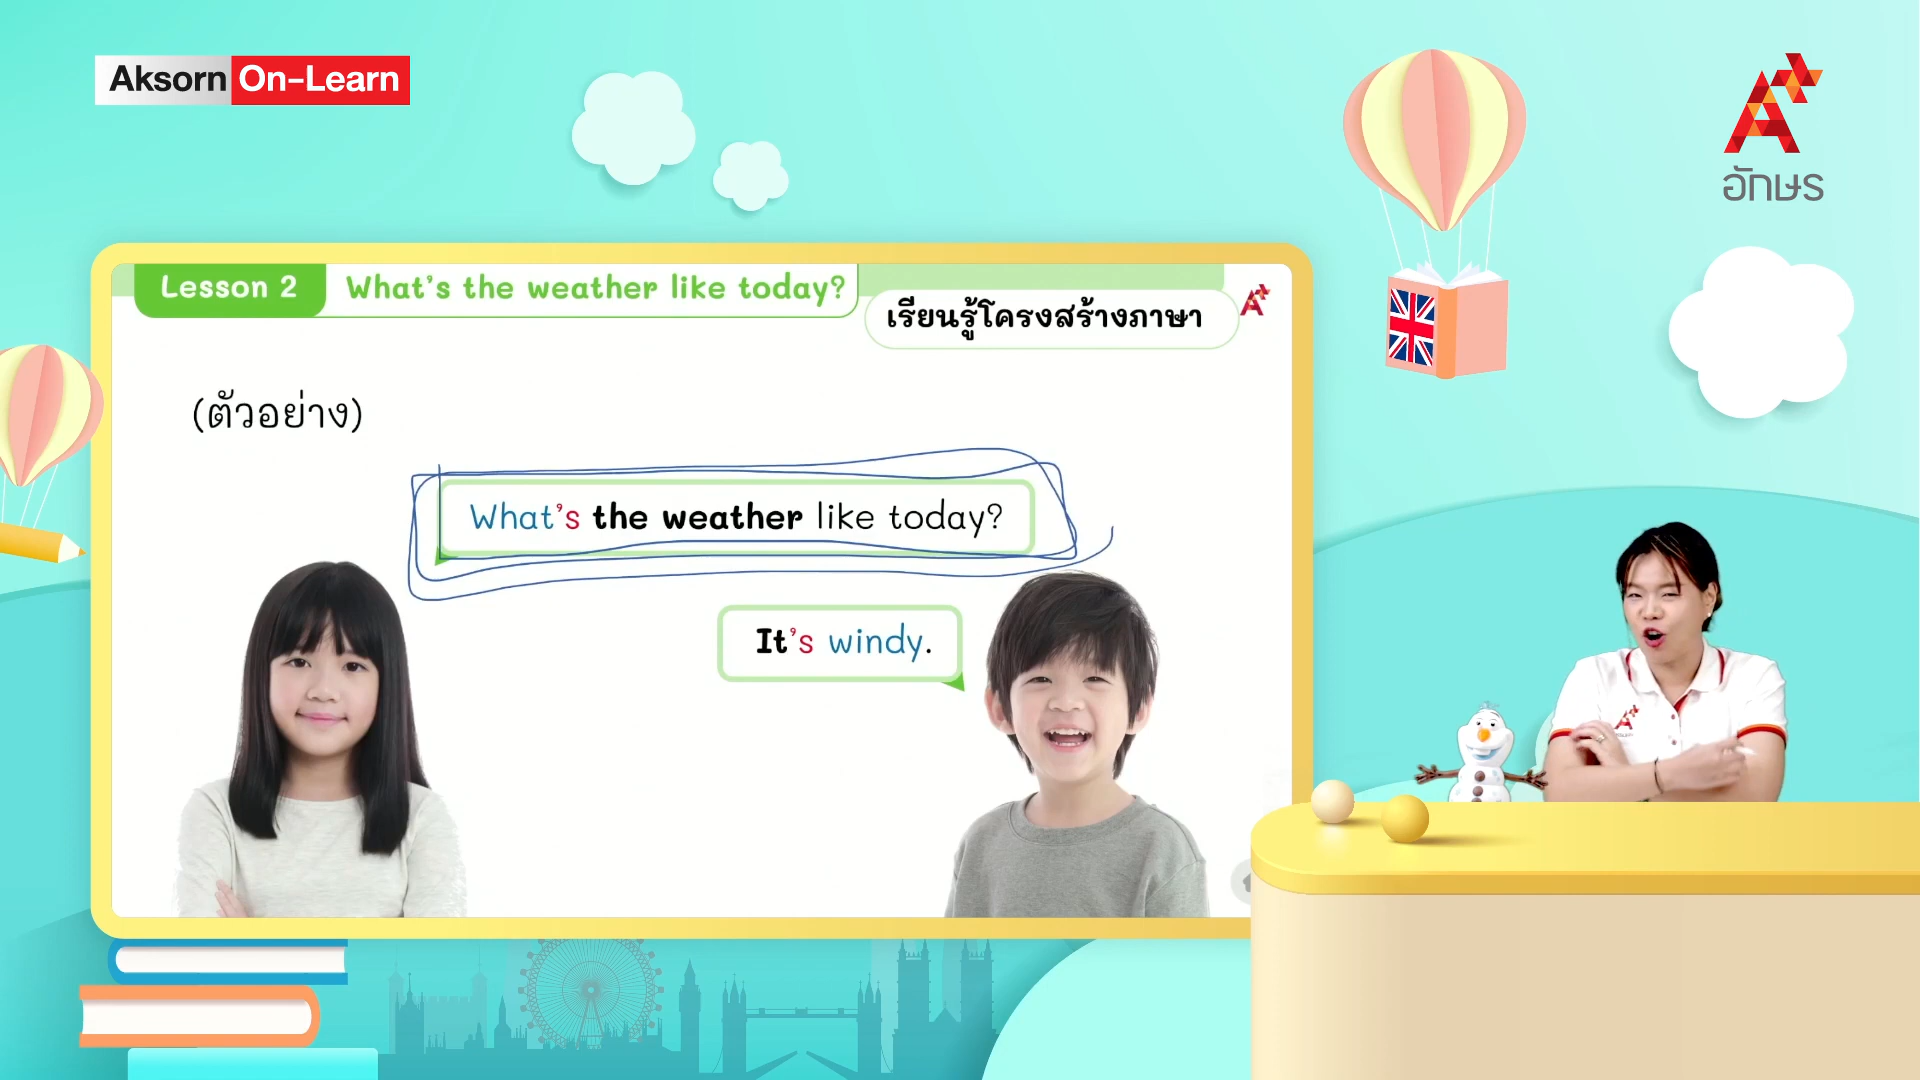 Aksorn On-Learn
อักษร
Lesson 2 What's the weather like today?
เรียนรู้โครงสร้างภาษา
(ตัวอย่าง)
What's the weather like today?
It's windy.